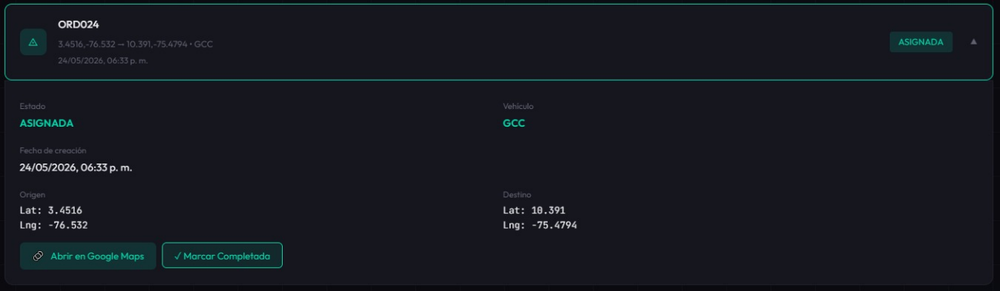 ORD024
3.4516,-76.532 → 10.391,-75.4794 • GCC
24/05/2026, 06:33 p. m.
ASIGNADA ▲
Estado
ASIGNADA
Vehículo
GCC
Fecha de creación
24/05/2026, 06:33 p. m.
Origen
Lat: 3.4516
Lng: -76.532
Destino
Lat: 10.391
Lng: -75.4794
Abrir en Google Maps
✓ Marcar Completada